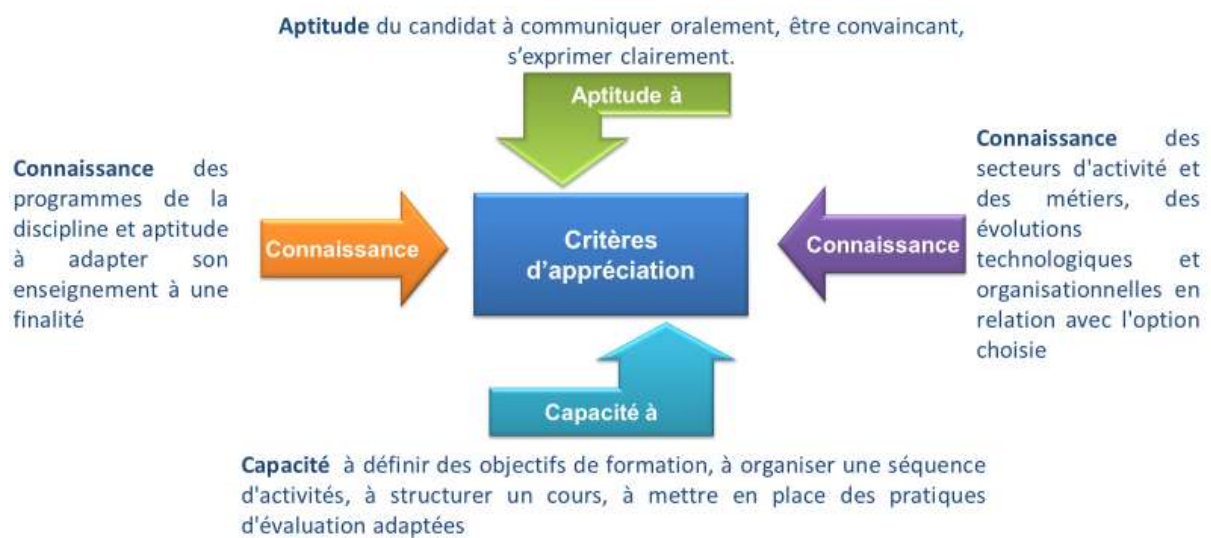 Aptitude du candidat à communiquer oralement, être convaincant,
s'exprimer clairement.
Aptitude à
Connaissance des
programmes de la
discipline et aptitude
à adapter son
enseignement à une
finalité
Connaissance
Critères
d'appréciation
Connaissance
Connaissance des
secteurs d'activité et
des métiers, des
évolutions
technologiques et
organisationnelles en
relation avec l'option
choisie
Capacité à
Capacité à définir des objectifs de formation, à organiser une séquence
d'activités, à structurer un cours, à mettre en place des pratiques
d'évaluation adaptées